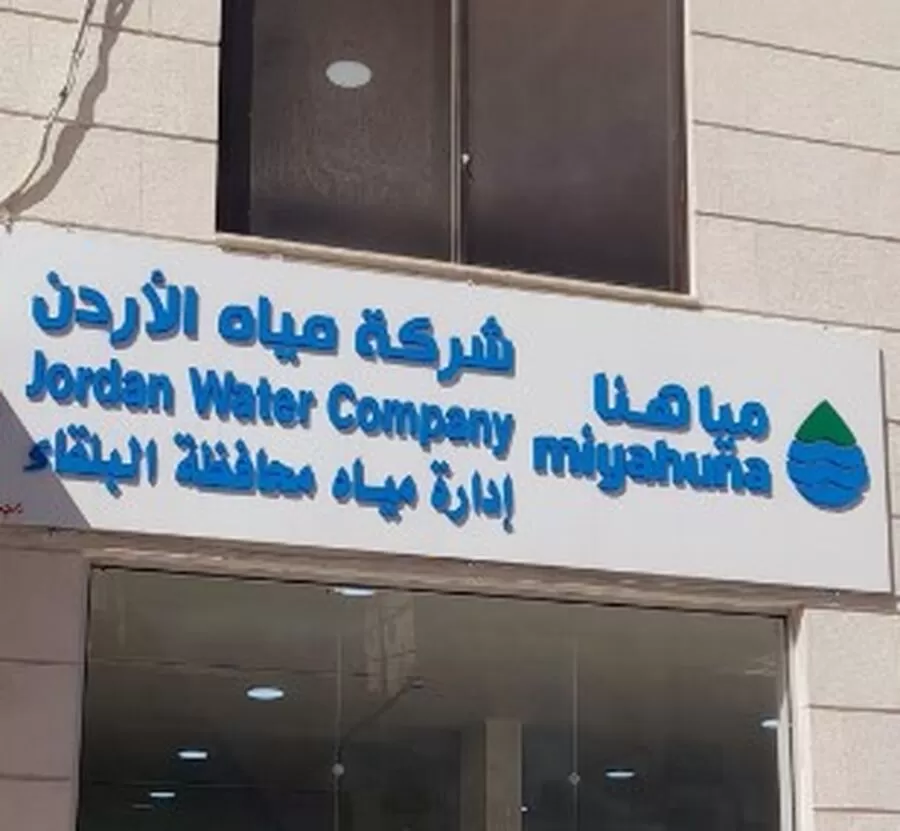 مياهنا
miyahuna
شركة مياه الأردن
Jordan Water Company
إدارة مياه محافظة البلقاء